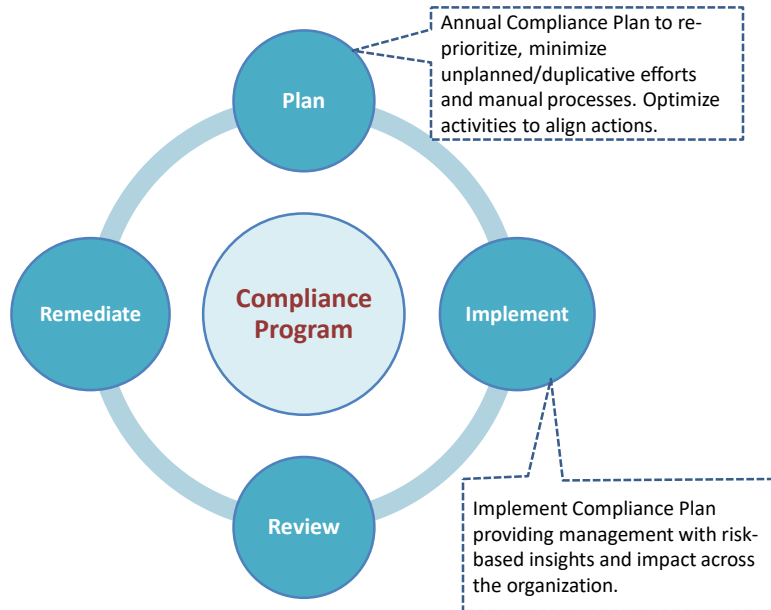 Annual Compliance Plan to re-
prioritize, minimize
unplanned/duplicative efforts
and manual processes. Optimize
activities to align actions.
Plan
Remediate
Compliance
Program
Implement
Review
Implement Compliance Plan
providing management with risk-
based insights and impact across
the organization.